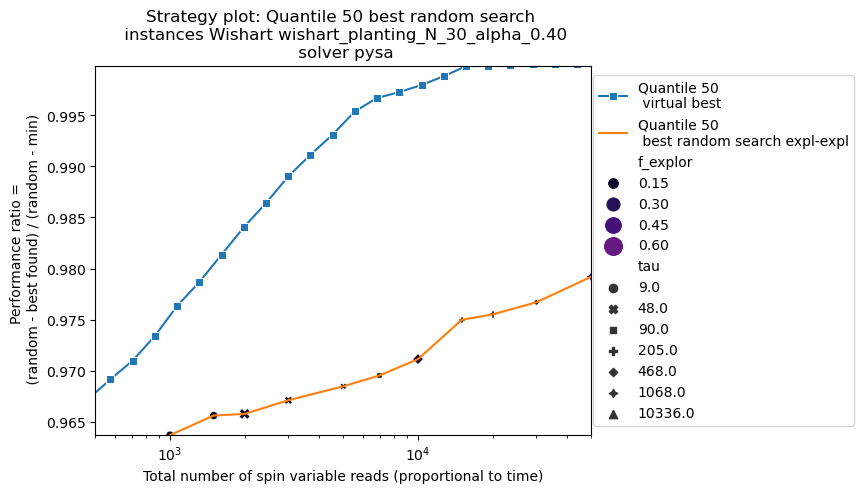 Strategy plot: Quantile 50 best random search
instances Wishart wishart_planting_N_30_alpha_0.40
solver pysa
Performance ratio =
(random - best found) / (random - min)
0.995
0.990
0.985
0.980
0.975
0.970
0.965
10^3
10^4
Total number of spin variable reads (proportional to time)
Quantile 50
virtual best
Quantile 50
best random search expl-expl
f_explor
0.15
0.30
0.45
0.60
tau
9.0
48.0
90.0
205.0
468.0
1068.0
10336.0